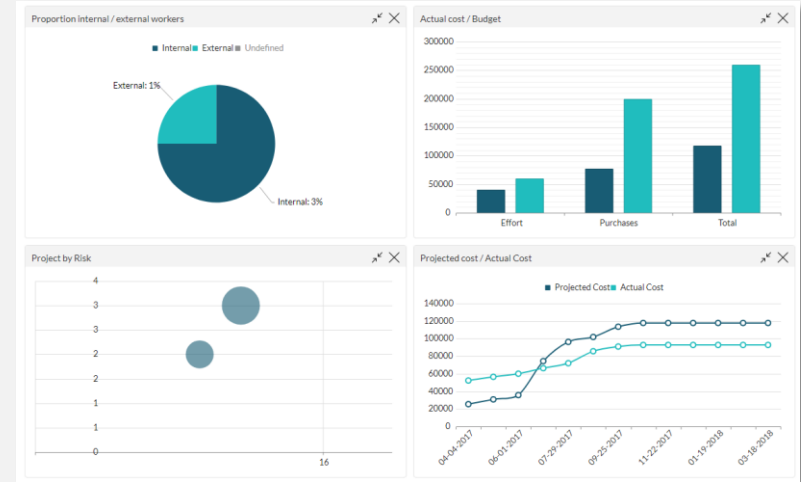 Proportion internal / external workers
Internal External Undefined
External: 1%
Internal: 3%
Actual cost / Budget
300000
250000
200000
150000
100000
50000
0
Effort Purchases Total
Project by Risk
4
3
3
2
2
1
1
0
16
Projected cost / Actual Cost
Projected Cost Actual Cost
140000
120000
100000
80000
60000
40000
20000
0
04-04-2017 06-01-2017 07-29-2017 09-25-2017 11-22-2017 01-19-2018 03-18-2018